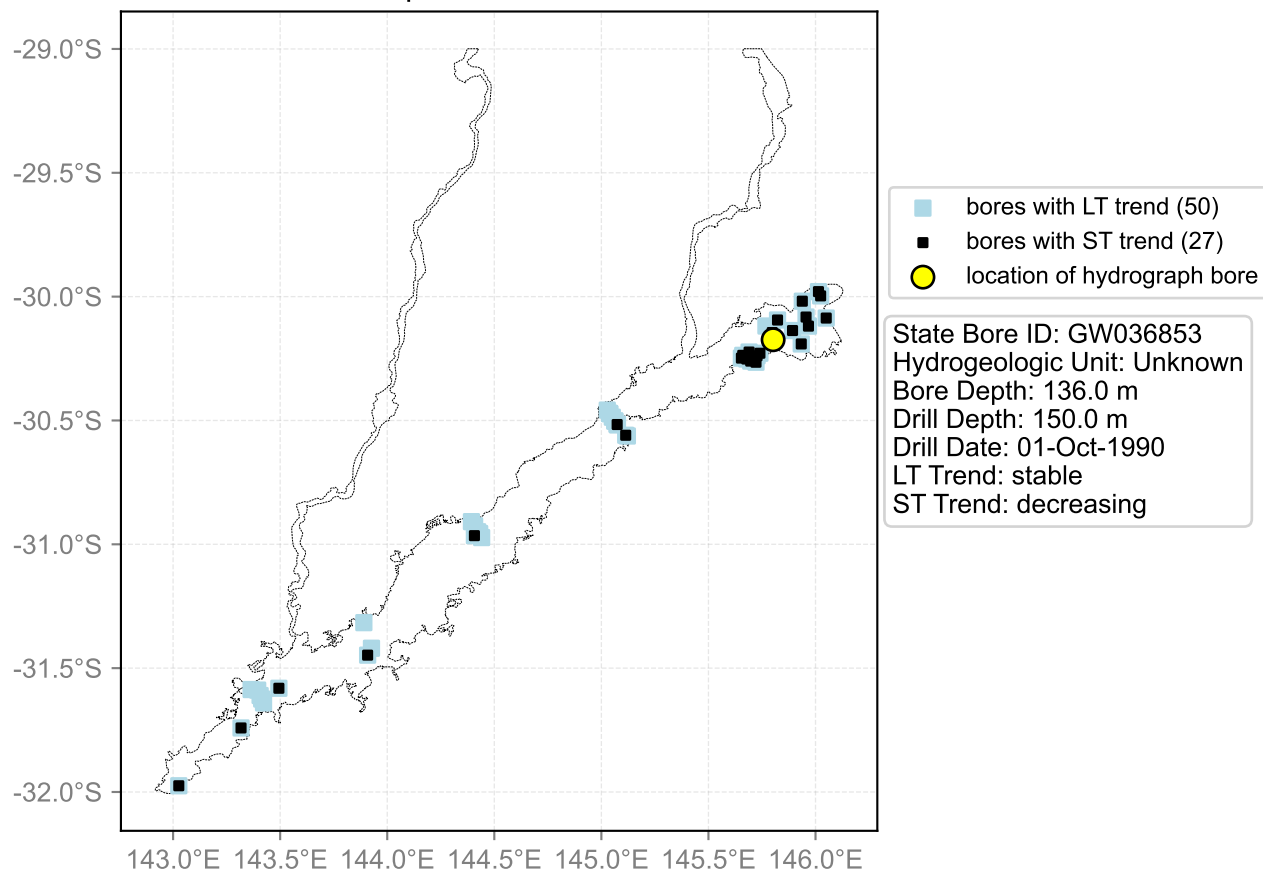 -29.0°S
-29.5°S
-30.0°S
-30.5°S
-31.0°S
-31.5°S
-32.0°S
143.0°E 143.5°E 144.0°E 144.5°E 145.0°E 145.5°E 146.0°E
bores with LT trend (50)
bores with ST trend (27)
location of hydrograph bore
State Bore ID: GW036853
Hydrogeologic Unit: Unknown
Bore Depth: 136.0 m
Drill Depth: 150.0 m
Drill Date: 01-Oct-1990
LT Trend: stable
ST Trend: decreasing